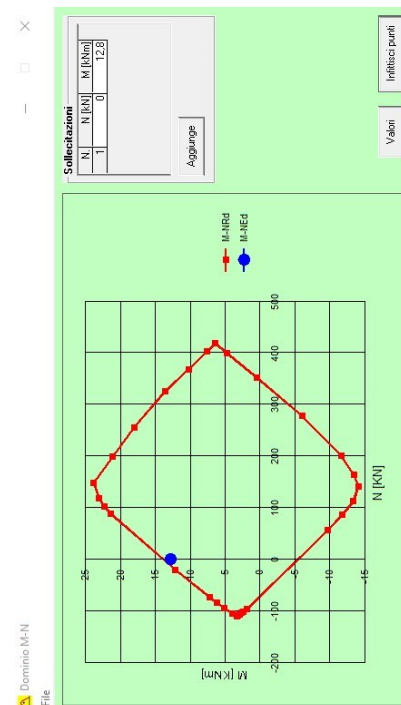 Dominio M-N
File
M [KNm]
25
20
15
10
5
0
-5
-10
-15
-200
-100
0
100
200
300
400
500
N [KN]
M-NRd
M-NEd
Sollecitazioni
N. N [kN] M [kNm]
1 0 12,8
Aggiunge
Valori
Infittisci punti